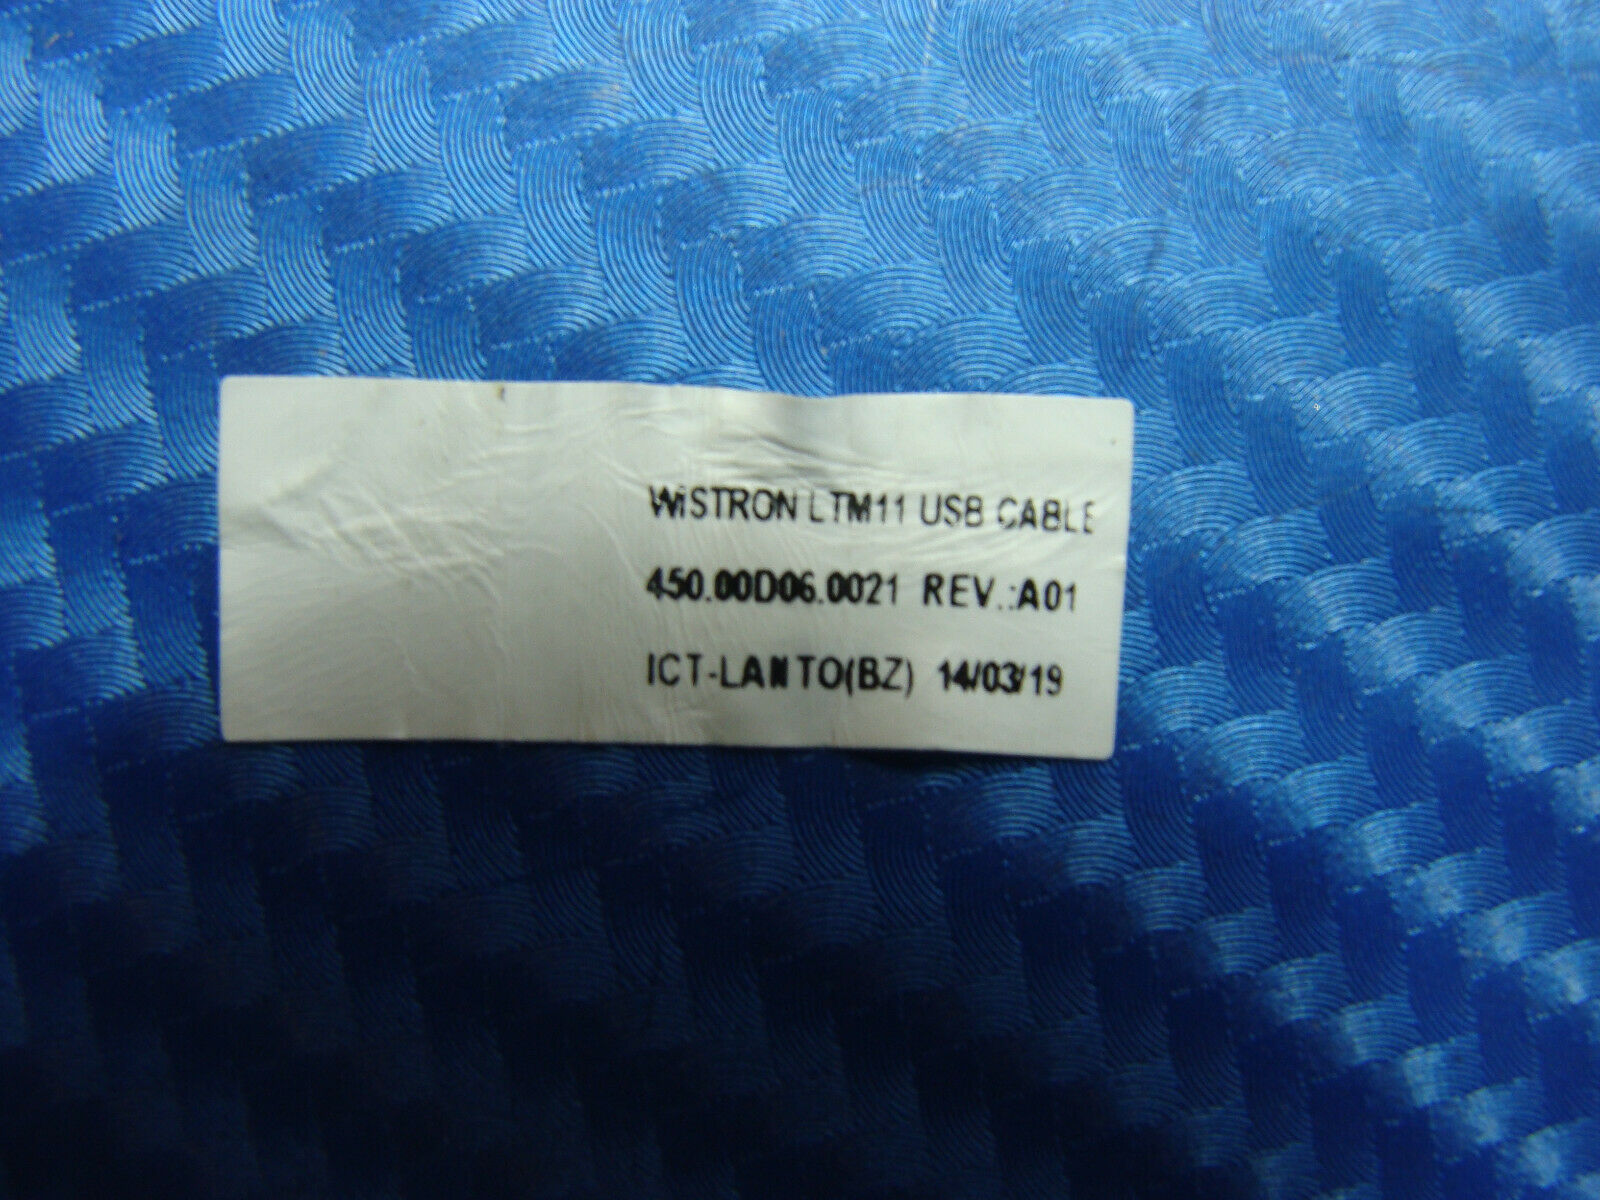 WISTRON LTM11 USB CABLE
450.00D06.0021 REV.:A01
ICT-LANTO(BZ) 14/03/19